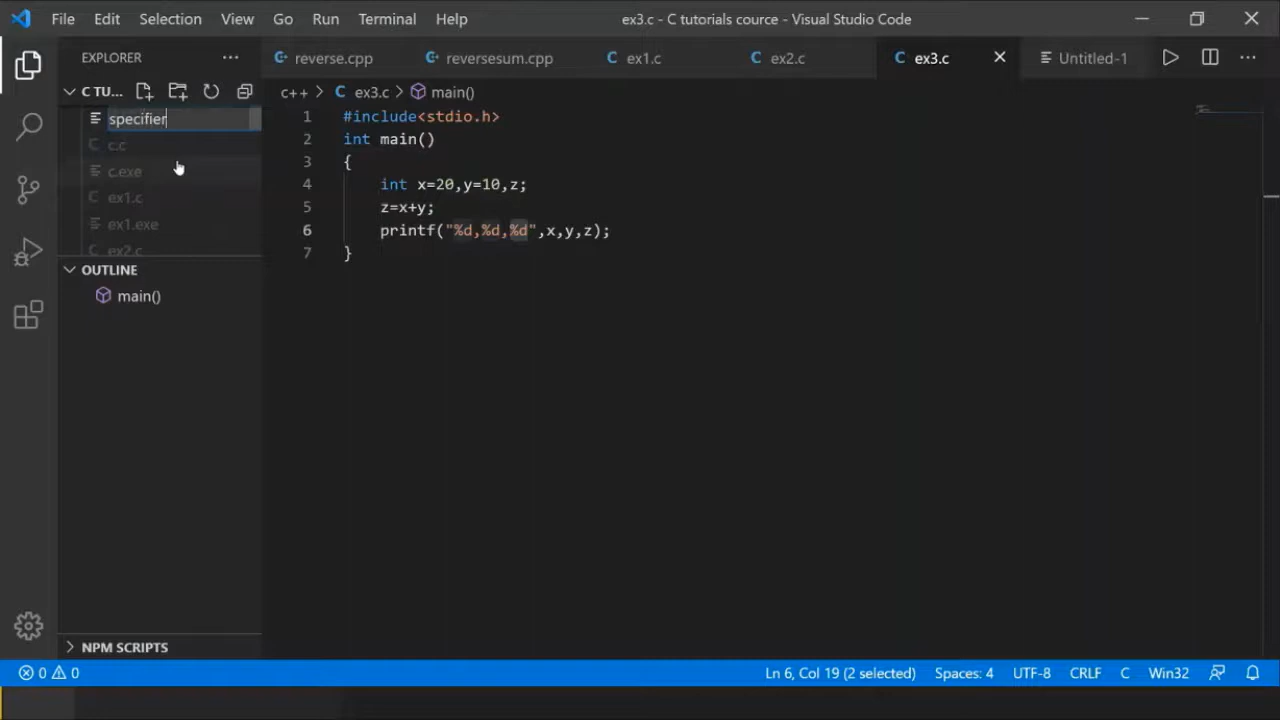 File Edit Selection View Go Run Terminal Help ex3.c - C tutorials cource - Visual Studio Code
EXPLORER
reverse.cpp reversesum.cpp ex1.c ex2.c ex3.c Untitled-1
C TU...
c++ > ex3.c > main()
specifier
c.c
c.exe
ex1.c
ex1.exe
ex2.c
OUTLINE
main()
NPM SCRIPTS
1 #include<stdio.h>
2 int main()
3 {
4 int x=20,y=10,z;
5 z=x+y;
6 printf("%d,%d,%d",x,y,z);
7 }
0 0 Ln 6, Col 19 (2 selected) Spaces: 4 UTF-8 CRLF C Win32